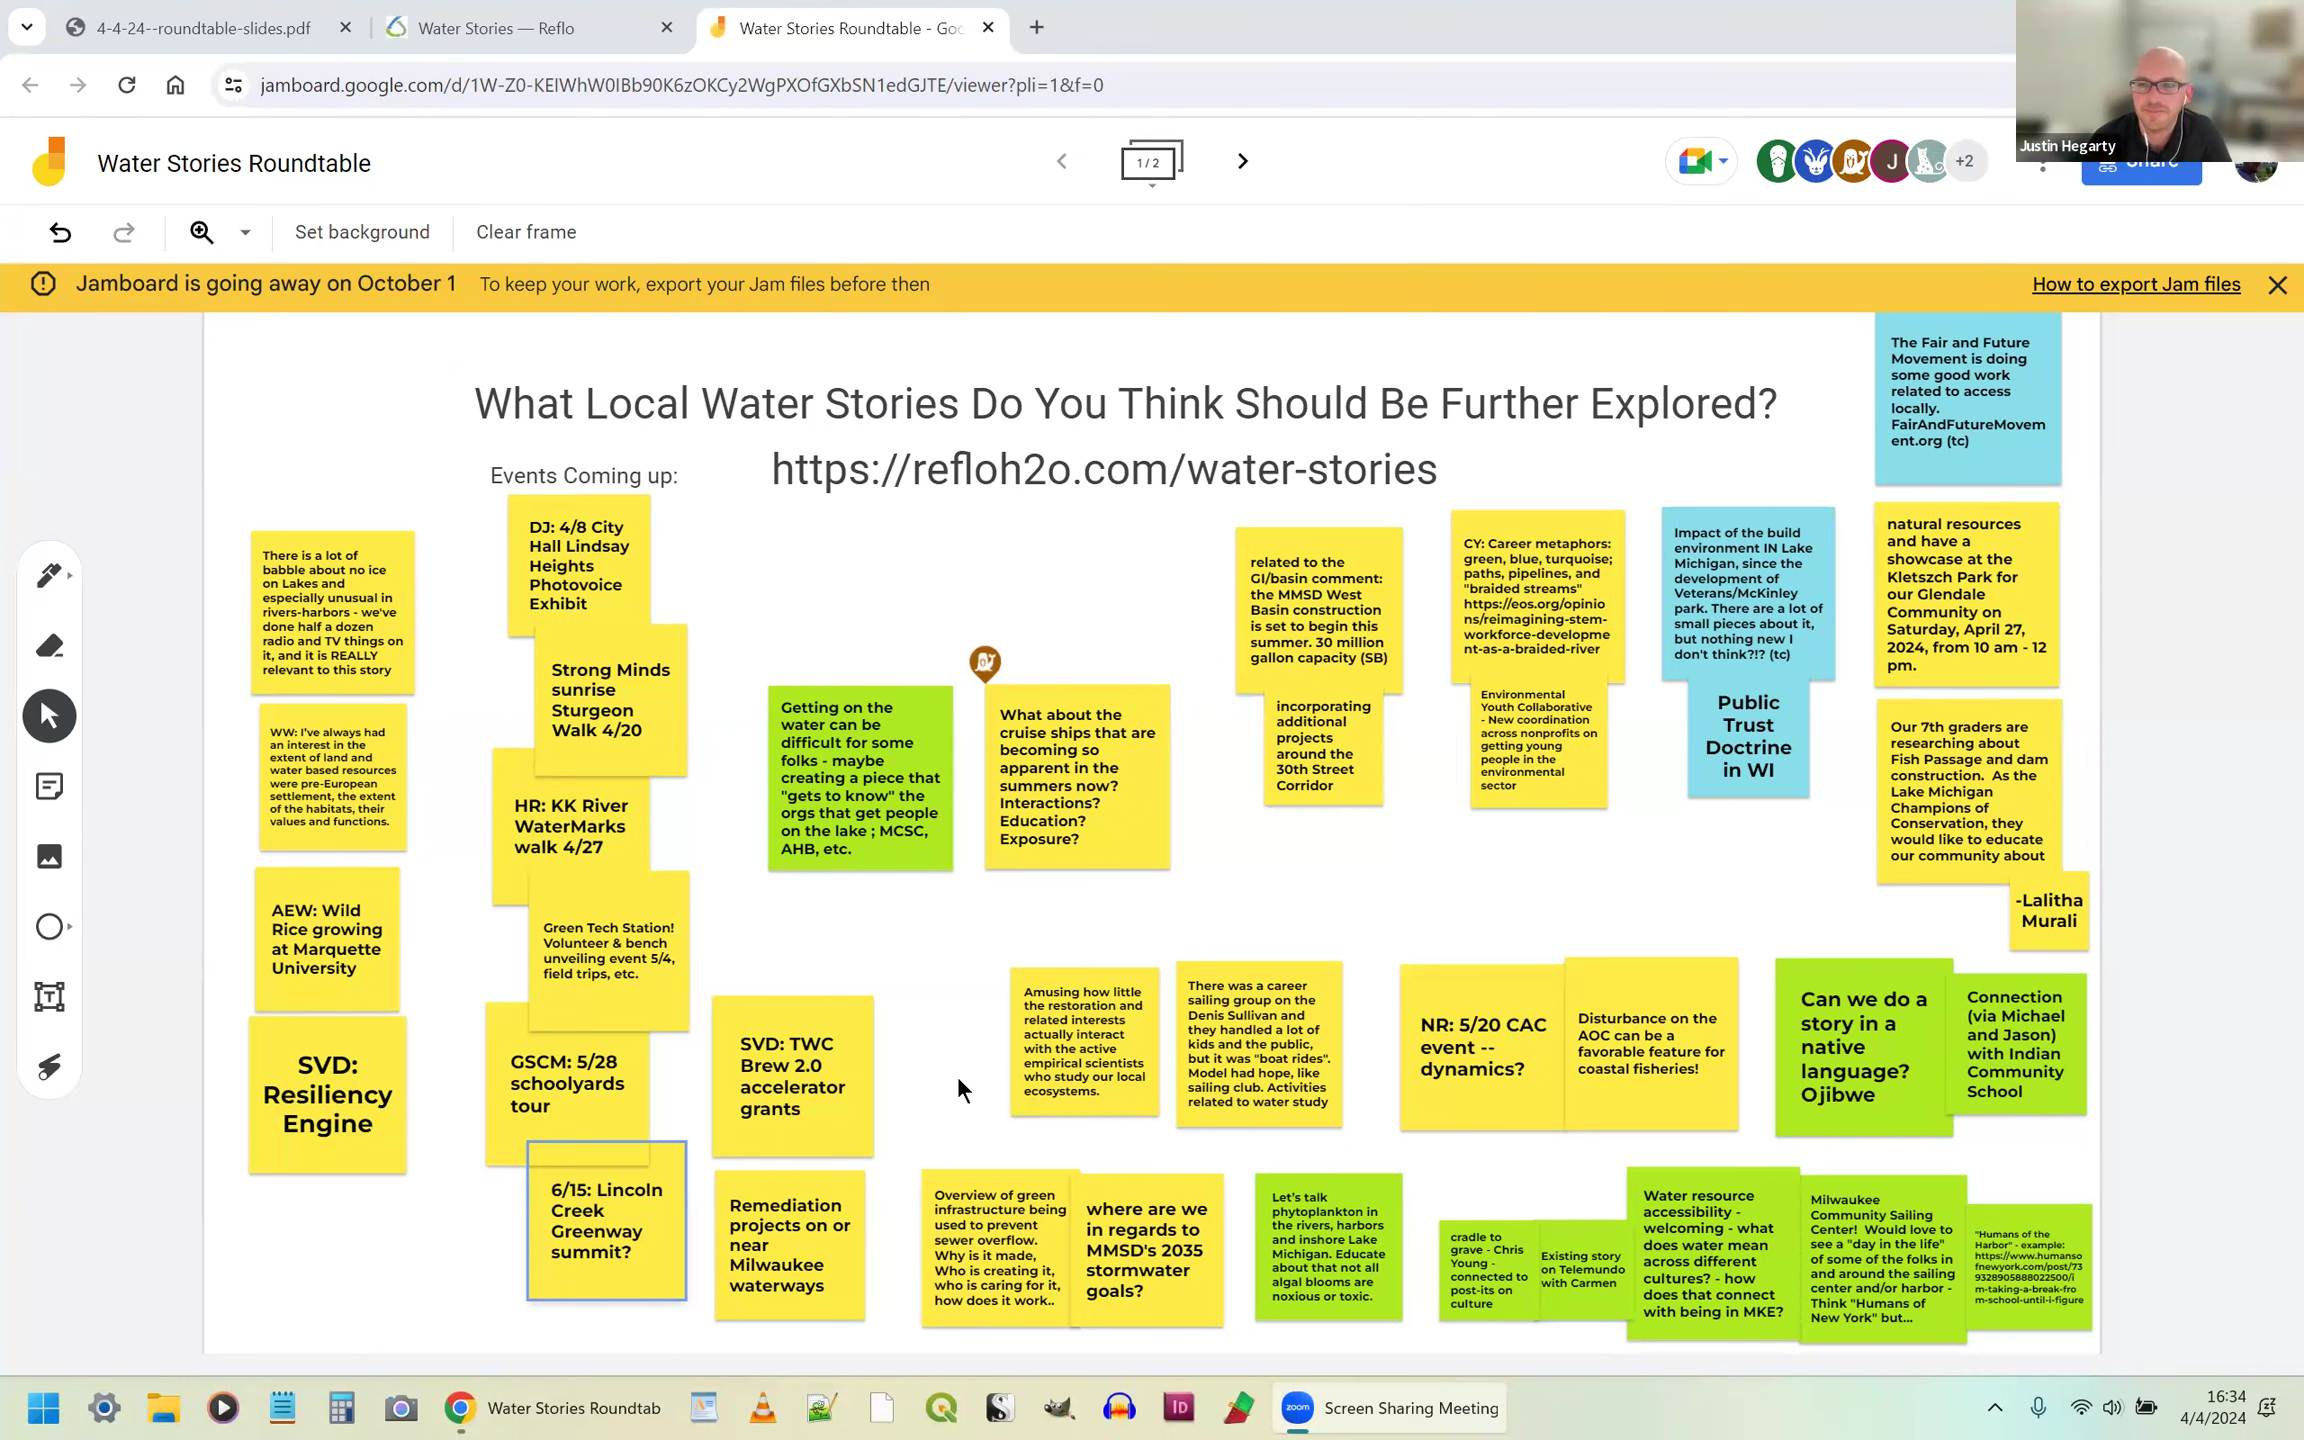 4-4-24--roundtable-slides.pdf
Water Stories — Reflo
Water Stories Roundtable - Goo
jamboard.google.com/d/1W-Z0-KEIWhW0IBb90K6zOKCy2WgPXOfGXbSN1edGJTE/viewer?pli=1&f=0
Justin Hegarty
Water Stories Roundtable
1 / 2
J
+2
Share
Set background
Clear frame
Jamboard is going away on October 1
To keep your work, export your Jam files before then
How to export Jam files
What Local Water Stories Do You Think Should Be Further Explored?
https://refloh2o.com/water-stories
Events Coming up:
The Fair and Future
Movement is doing
some good work
related to access
locally.
FairAndFutureMovem
ent.org (tc)
There is a lot of
babble about no ice
on Lakes and
especially unusual in
rivers-harbors - we've
done half a dozen
radio and TV things on
it, and it is REALLY
relevant to this story
WW: I've always had
an interest in the
extent of land and
water based resources
were pre-European
settlement, the extent
of the habitats, their
values and functions.
AEW: Wild
Rice growing
at Marquette
University
SVD:
Resiliency
Engine
DJ: 4/8 City
Hall Lindsay
Heights
Photovoice
Exhibit
Strong Minds
sunrise
Sturgeon
Walk 4/20
HR: KK River
WaterMarks
walk 4/27
Green Tech Station!
Volunteer & bench
unveiling event 5/4,
field trips, etc.
GSCM: 5/28
schoolyards
tour
6/15: Lincoln
Creek
Greenway
summit?
SVD: TWC
Brew 2.0
accelerator
grants
Remediation
projects on or
near
Milwaukee
waterways
Getting on the
water can be
difficult for some
folks - maybe
creating a piece that
"gets to know" the
orgs that get people
on the lake ; MCSC,
AHB, etc.
What about the
cruise ships that are
becoming so
apparent in the
summers now?
Interactions?
Education?
Exposure?
related to the
GI/basin comment:
the MMSD West
Basin construction
is set to begin this
summer. 30 million
gallon capacity (SB)
incorporating
additional
projects
around the
30th Street
Corridor
CY: Career metaphors:
green, blue, turquoise;
paths, pipelines, and
"braided streams"
https://eos.org/opinio
ns/reimagining-stem-
workforce-developme
nt-as-a-braided-river
Environmental
Youth Collaborative
- New coordination
across nonprofits on
getting young
people in the
environmental
sector
Impact of the build
environment IN Lake
Michigan, since the
development of
Veterans/McKinley
park. There are a lot of
small pieces about it,
but nothing new I
don't think?!? (tc)
Public
Trust
Doctrine
in WI
natural resources
and have a
showcase at the
Kletszch Park for
our Glendale
Community on
Saturday, April 27,
2024, from 10 am - 12
pm.
Our 7th graders are
researching about
Fish Passage and dam
construction. As the
Lake Michigan
Champions of
Conservation, they
would like to educate
our community about
-Lalitha
Murali
Amusing how little
the restoration and
related interests
actually interact
with the active
empirical scientists
who study our local
ecosystems.
There was a career
sailing group on the
Denis Sullivan and
they handled a lot of
kids and the public,
but it was "boat rides".
Model had hope, like
sailing club. Activities
related to water study
NR: 5/20 CAC
event --
dynamics?
Disturbance on the
AOC can be a
favorable feature for
coastal fisheries!
Can we do a
story in a
native
language?
Ojibwe
Connection
(via Michael
and Jason)
with Indian
Community
School
Overview of green
infrastructure being
used to prevent
sewer overflow.
Why is it made,
Who is creating it,
who is caring for it,
how does it work..
where are we
in regards to
MMSD's 2035
stormwater
goals?
Let's talk
phytoplankton in
the rivers, harbors
and inshore Lake
Michigan. Educate
about that not all
algal blooms are
noxious or toxic.
cradle to
grave - Chris
Young -
connected to
post-its on
culture
Existing story
on Telemundo
with Carmen
Water resource
accessibility -
welcoming - what
does water mean
across different
cultures? - how
does that connect
with being in MKE?
Milwaukee
Community Sailing
Center! Would love to
see a "day in the life"
of some of the folks in
and around the sailing
center and/or harbor -
Think "Humans of
New York" but...
"Humans of the
Harbor" - example:
https://www.humanso
fnewyork.com/post/73
9328905888022500/i
m-taking-a-break-fro
m-school-until-i-figure
Water Stories Roundtab
Screen Sharing Meeting
zoom
16:34
4/4/2024